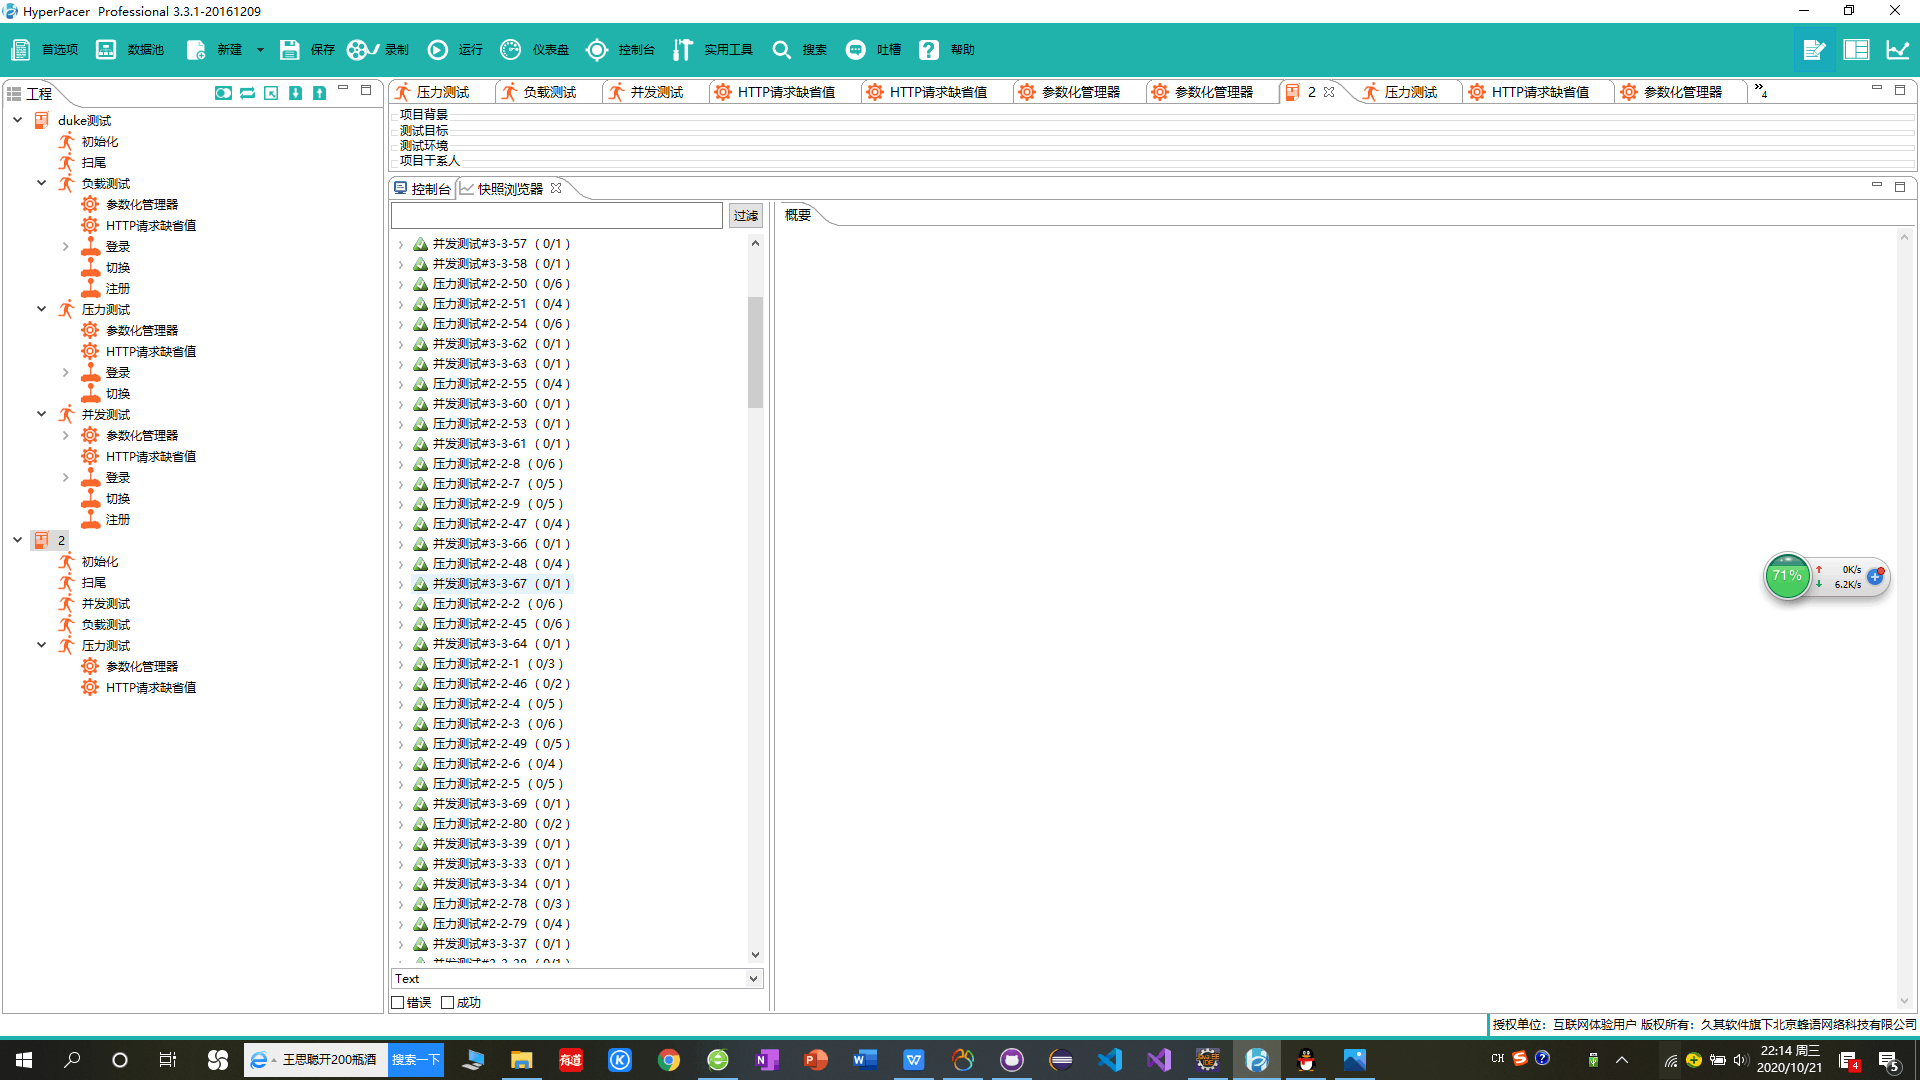 HyperPacer  Professional 3.3.1-20161209
首选项 数据池 新建 保存 录制 运行 仪表盘 控制台 实用工具 搜索 吐槽 帮助
工程
duke测试
初始化
扫尾
负载测试
参数化管理器
HTTP请求缺省值
登录
切换
注册
压力测试
参数化管理器
HTTP请求缺省值
登录
切换
并发测试
参数化管理器
HTTP请求缺省值
登录
切换
注册
2
初始化
扫尾
并发测试
负载测试
压力测试
参数化管理器
HTTP请求缺省值
压力测试 负载测试 并发测试 HTTP请求缺省值 HTTP请求缺省值 参数化管理器 参数化管理器 2 压力测试 HTTP请求缺省值 参数化管理器 »4
项目背景
测试目标
测试环境
项目干系人
控制台 快照浏览器
过滤
概要
并发测试#3-3-57 ( 0/1 )
并发测试#3-3-58 ( 0/1 )
压力测试#2-2-50 ( 0/6 )
压力测试#2-2-51 ( 0/4 )
压力测试#2-2-54 ( 0/6 )
并发测试#3-3-62 ( 0/1 )
并发测试#3-3-63 ( 0/1 )
压力测试#2-2-55 ( 0/4 )
并发测试#3-3-60 ( 0/1 )
压力测试#2-2-53 ( 0/1 )
并发测试#3-3-61 ( 0/1 )
压力测试#2-2-8 ( 0/6 )
压力测试#2-2-7 ( 0/5 )
压力测试#2-2-9 ( 0/5 )
压力测试#2-2-47 ( 0/4 )
并发测试#3-3-66 ( 0/1 )
压力测试#2-2-48 ( 0/4 )
并发测试#3-3-67 ( 0/1 )
压力测试#2-2-2 ( 0/6 )
压力测试#2-2-45 ( 0/6 )
并发测试#3-3-64 ( 0/1 )
压力测试#2-2-1 ( 0/3 )
压力测试#2-2-46 ( 0/2 )
压力测试#2-2-4 ( 0/5 )
压力测试#2-2-3 ( 0/6 )
压力测试#2-2-49 ( 0/5 )
压力测试#2-2-6 ( 0/4 )
压力测试#2-2-5 ( 0/5 )
并发测试#3-3-69 ( 0/1 )
压力测试#2-2-80 ( 0/2 )
并发测试#3-3-39 ( 0/1 )
并发测试#3-3-33 ( 0/1 )
并发测试#3-3-34 ( 0/1 )
压力测试#2-2-78 ( 0/3 )
压力测试#2-2-79 ( 0/4 )
并发测试#3-3-37 ( 0/1 )
Text
错误 成功
71% 0K/s
6.2K/s
授权单位：互联网体验用户 版权所有：久其软件旗下北京蜂语网络科技有限公司
王思聪开200瓶酒 搜索一下
有道
CH
22:14 周三
2020/10/21
4
5